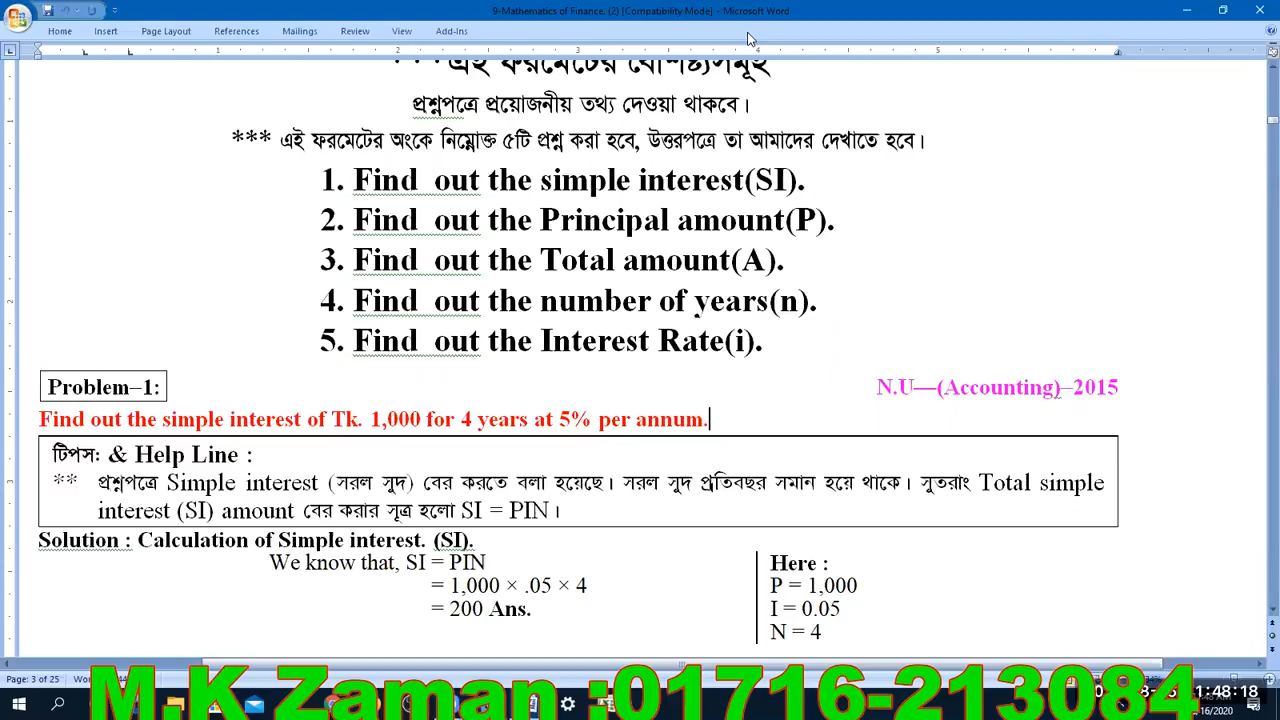 9-Mathematics of Finance. (2) [Compatibility Mode] - Microsoft Word
Home Insert Page Layout References Mailings Review View Add-Ins
*** এই ফরমেটের বৈশিষ্ট্যসমূহ
প্রশ্নপত্রে প্রয়োজনীয় তথ্য দেওয়া থাকবে।
*** এই ফরমেটের অংকে নিম্নোক্ত ৫টি প্রশ্ন করা হবে, উত্তরপত্রে তা আমাদের দেখাতে হবে।
1. Find out the simple interest(SI).
2. Find out the Principal amount(P).
3. Find out the Total amount(A).
4. Find out the number of years(n).
5. Find out the Interest Rate(i).
Problem–1: N.U—(Accounting)–2015
Find out the simple interest of Tk. 1,000 for 4 years at 5% per annum.
টিপস: & Help Line :
** প্রশ্নপত্রে Simple interest (সরল সুদ) বের করতে বলা হয়েছে। সরল সুদ প্রতিবছর সমান হয়ে থাকে। সুতরাং Total simple
interest (SI) amount বের করার সূত্র হলো SI = PIN।
Solution : Calculation of Simple interest. (SI).
We know that, SI = PIN
= 1,000 × .05 × 4
= 200 Ans.
Here :
P = 1,000
I = 0.05
N = 4
Page: 3 of 25
M.K Zaman :01716-213084
11:48:18